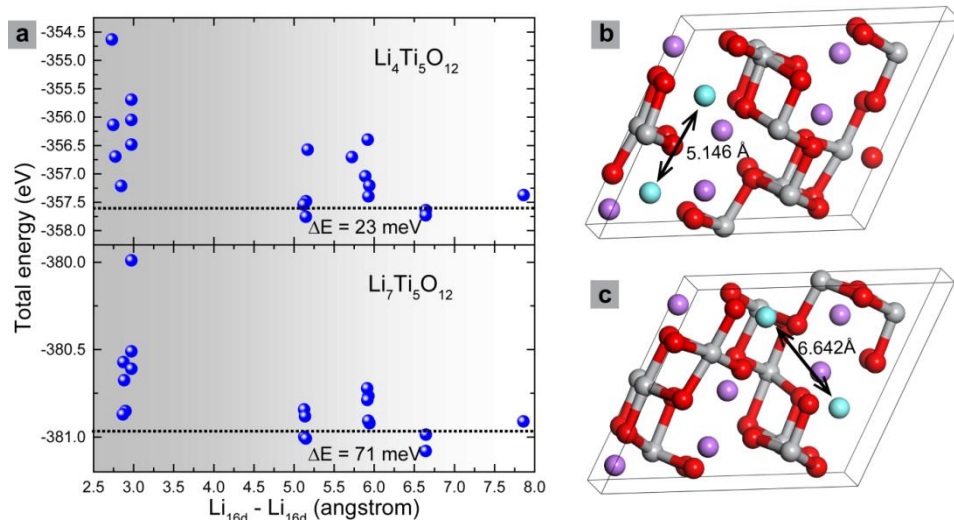 a
Total energy (eV)
-354.5
-355.0
-355.5
-356.0
-356.5
-357.0
-357.5
-358.0
Li₄Ti₅O₁₂
ΔE = 23 meV
-380.0
-380.5
-381.0
Li₇Ti₅O₁₂
ΔE = 71 meV
2.5 3.0 3.5 4.0 4.5 5.0 5.5 6.0 6.5 7.0 7.5 8.0
Li₁₆d - Li₁₆d (angstrom)
b
5.146 Å
c
6.642Å